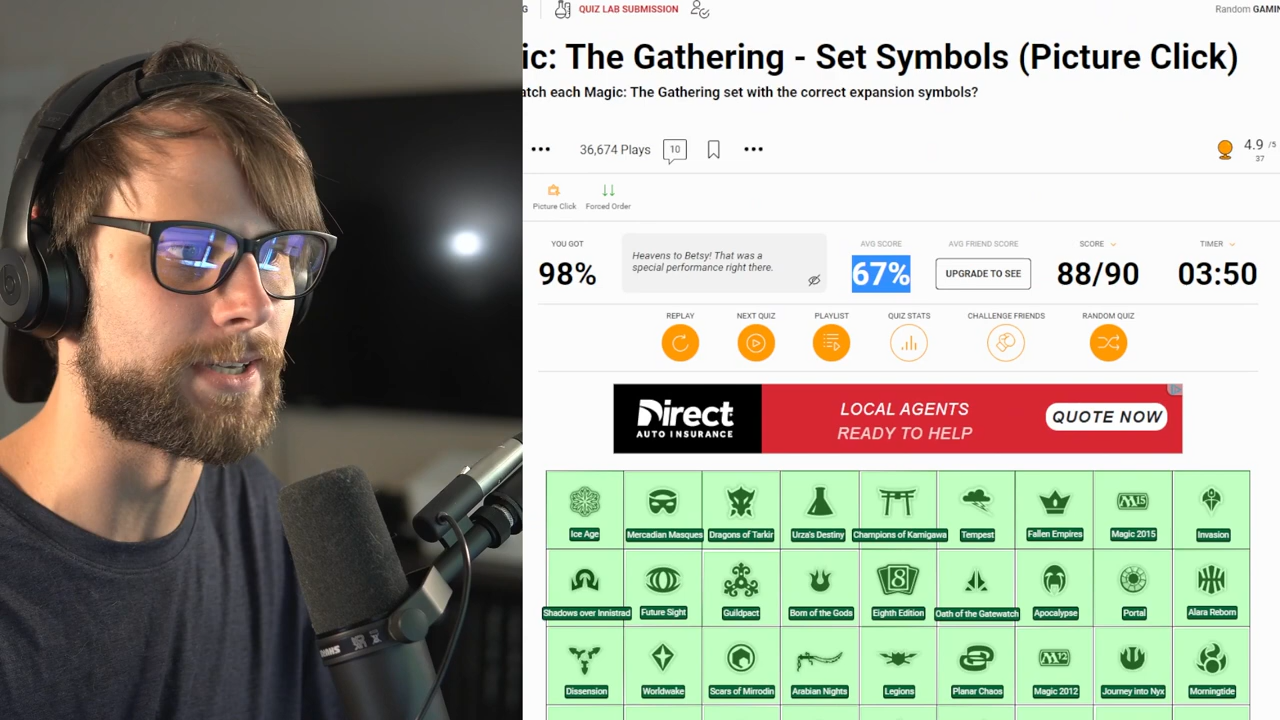 G QUIZ LAB SUBMISSION Random GAMIN
ic: The Gathering - Set Symbols (Picture Click)
atch each Magic: The Gathering set with the correct expansion symbols?
36,674 Plays 10 4.9 /5
37
Picture Click Forced Order
YOU GOT AVG SCORE AVG FRIEND SCORE SCORE TIMER
98% Heavens to Betsy! That was a special performance right there. 67% UPGRADE TO SEE 88/90 03:50
REPLAY NEXT QUIZ PLAYLIST QUIZ STATS CHALLENGE FRIENDS RANDOM QUIZ
Direct LOCAL AGENTS QUOTE NOW
AUTO INSURANCE READY TO HELP
M15
Ice Age Mercadian Masques Dragons of Tarkir Urza's Destiny Champions of Kamigawa Tempest Fallen Empires Magic 2015 Invasion
8
Shadows over Innistrad Future Sight Guildpact Born of the Gods Eighth Edition Oath of the Gatewatch Apocalypse Portal Alara Reborn
M12
Dissension Worldwake Scars of Mirrodin Arabian Nights Legions Planar Chaos Magic 2012 Journey into Nyx Morningtide